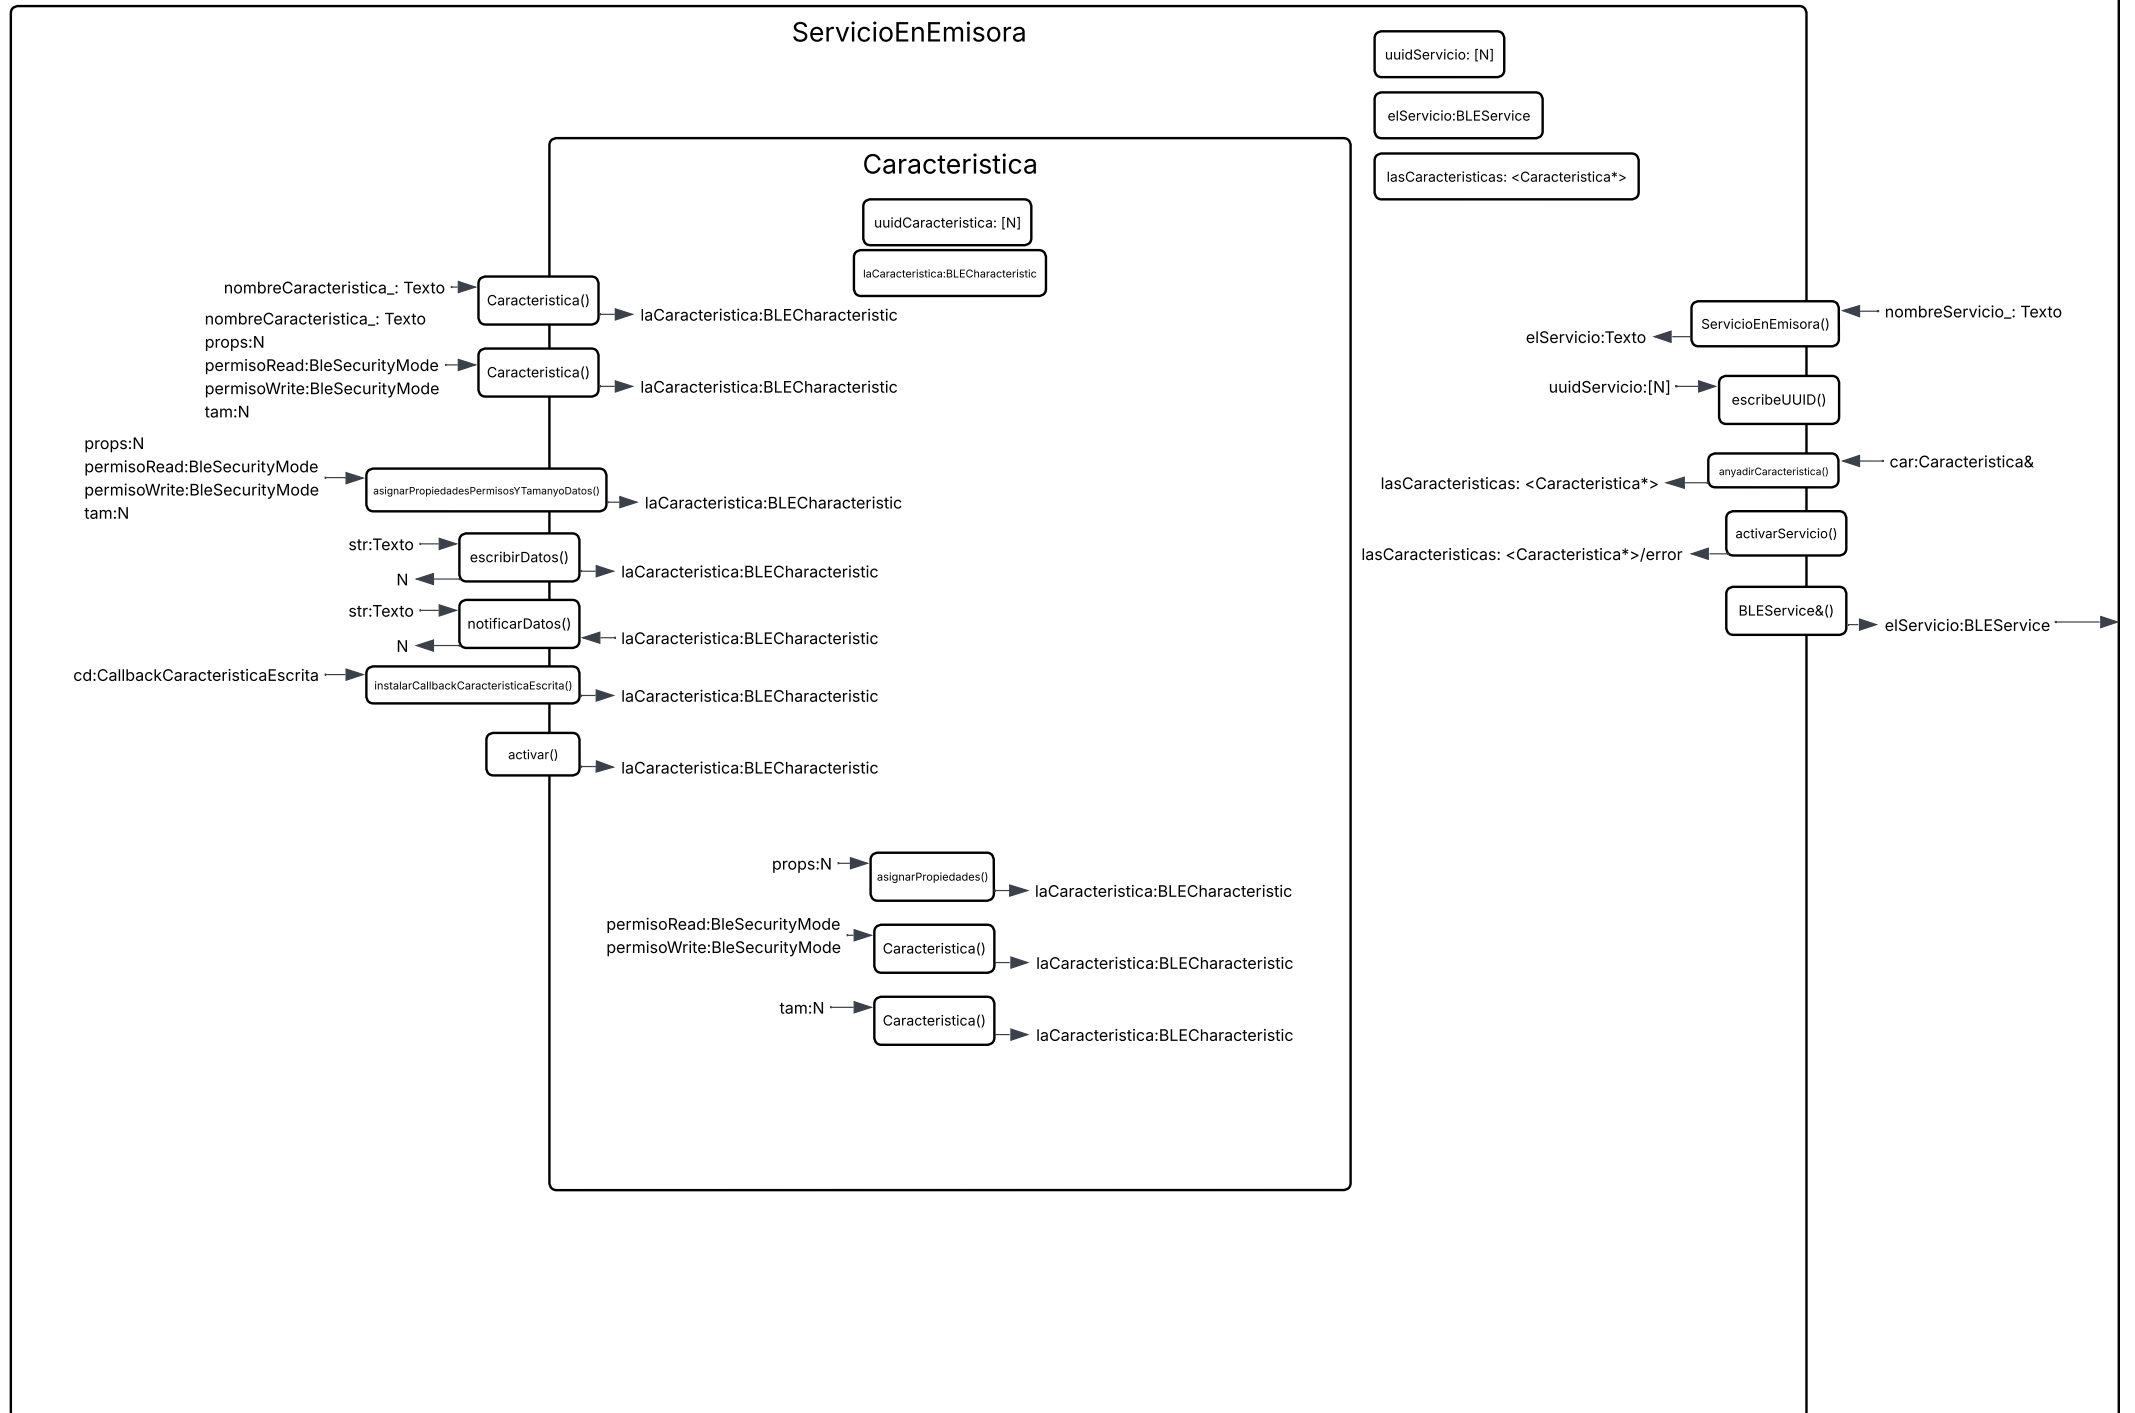 ServicioEnEmisora
uuidServicio: [N]
elServicio:BLEService
lasCaracteristicas: <Caracteristica*>
Caracteristica
uuidCaracteristica: [N]
laCaracteristica:BLECharacteristic
nombreCaracteristica_: Texto
Caracteristica()
laCaracteristica:BLECharacteristic
nombreCaracteristica_: Texto
props:N
permisoRead:BleSecurityMode
permisoWrite:BleSecurityMode
tam:N
Caracteristica()
laCaracteristica:BLECharacteristic
props:N
permisoRead:BleSecurityMode
permisoWrite:BleSecurityMode
tam:N
asignarPropiedadesPermisosYTamanyoDatos()
laCaracteristica:BLECharacteristic
str:Texto
escribirDatos()
N
laCaracteristica:BLECharacteristic
str:Texto
notificarDatos()
N
laCaracteristica:BLECharacteristic
cd:CallbackCaracteristicaEscrita
instalarCallbackCaracteristicaEscrita()
laCaracteristica:BLECharacteristic
activar()
laCaracteristica:BLECharacteristic
props:N
asignarPropiedades()
laCaracteristica:BLECharacteristic
permisoRead:BleSecurityMode
permisoWrite:BleSecurityMode
Caracteristica()
laCaracteristica:BLECharacteristic
tam:N
Caracteristica()
laCaracteristica:BLECharacteristic
ServicioEnEmisora()
nombreServicio_: Texto
elServicio:Texto
uuidServicio:[N]
escribeUUID()
anyadirCaracteristica()
car:Caracteristica&
lasCaracteristicas: <Caracteristica*>
activarServicio()
lasCaracteristicas: <Caracteristica*>/error
BLEService&()
elServicio:BLEService